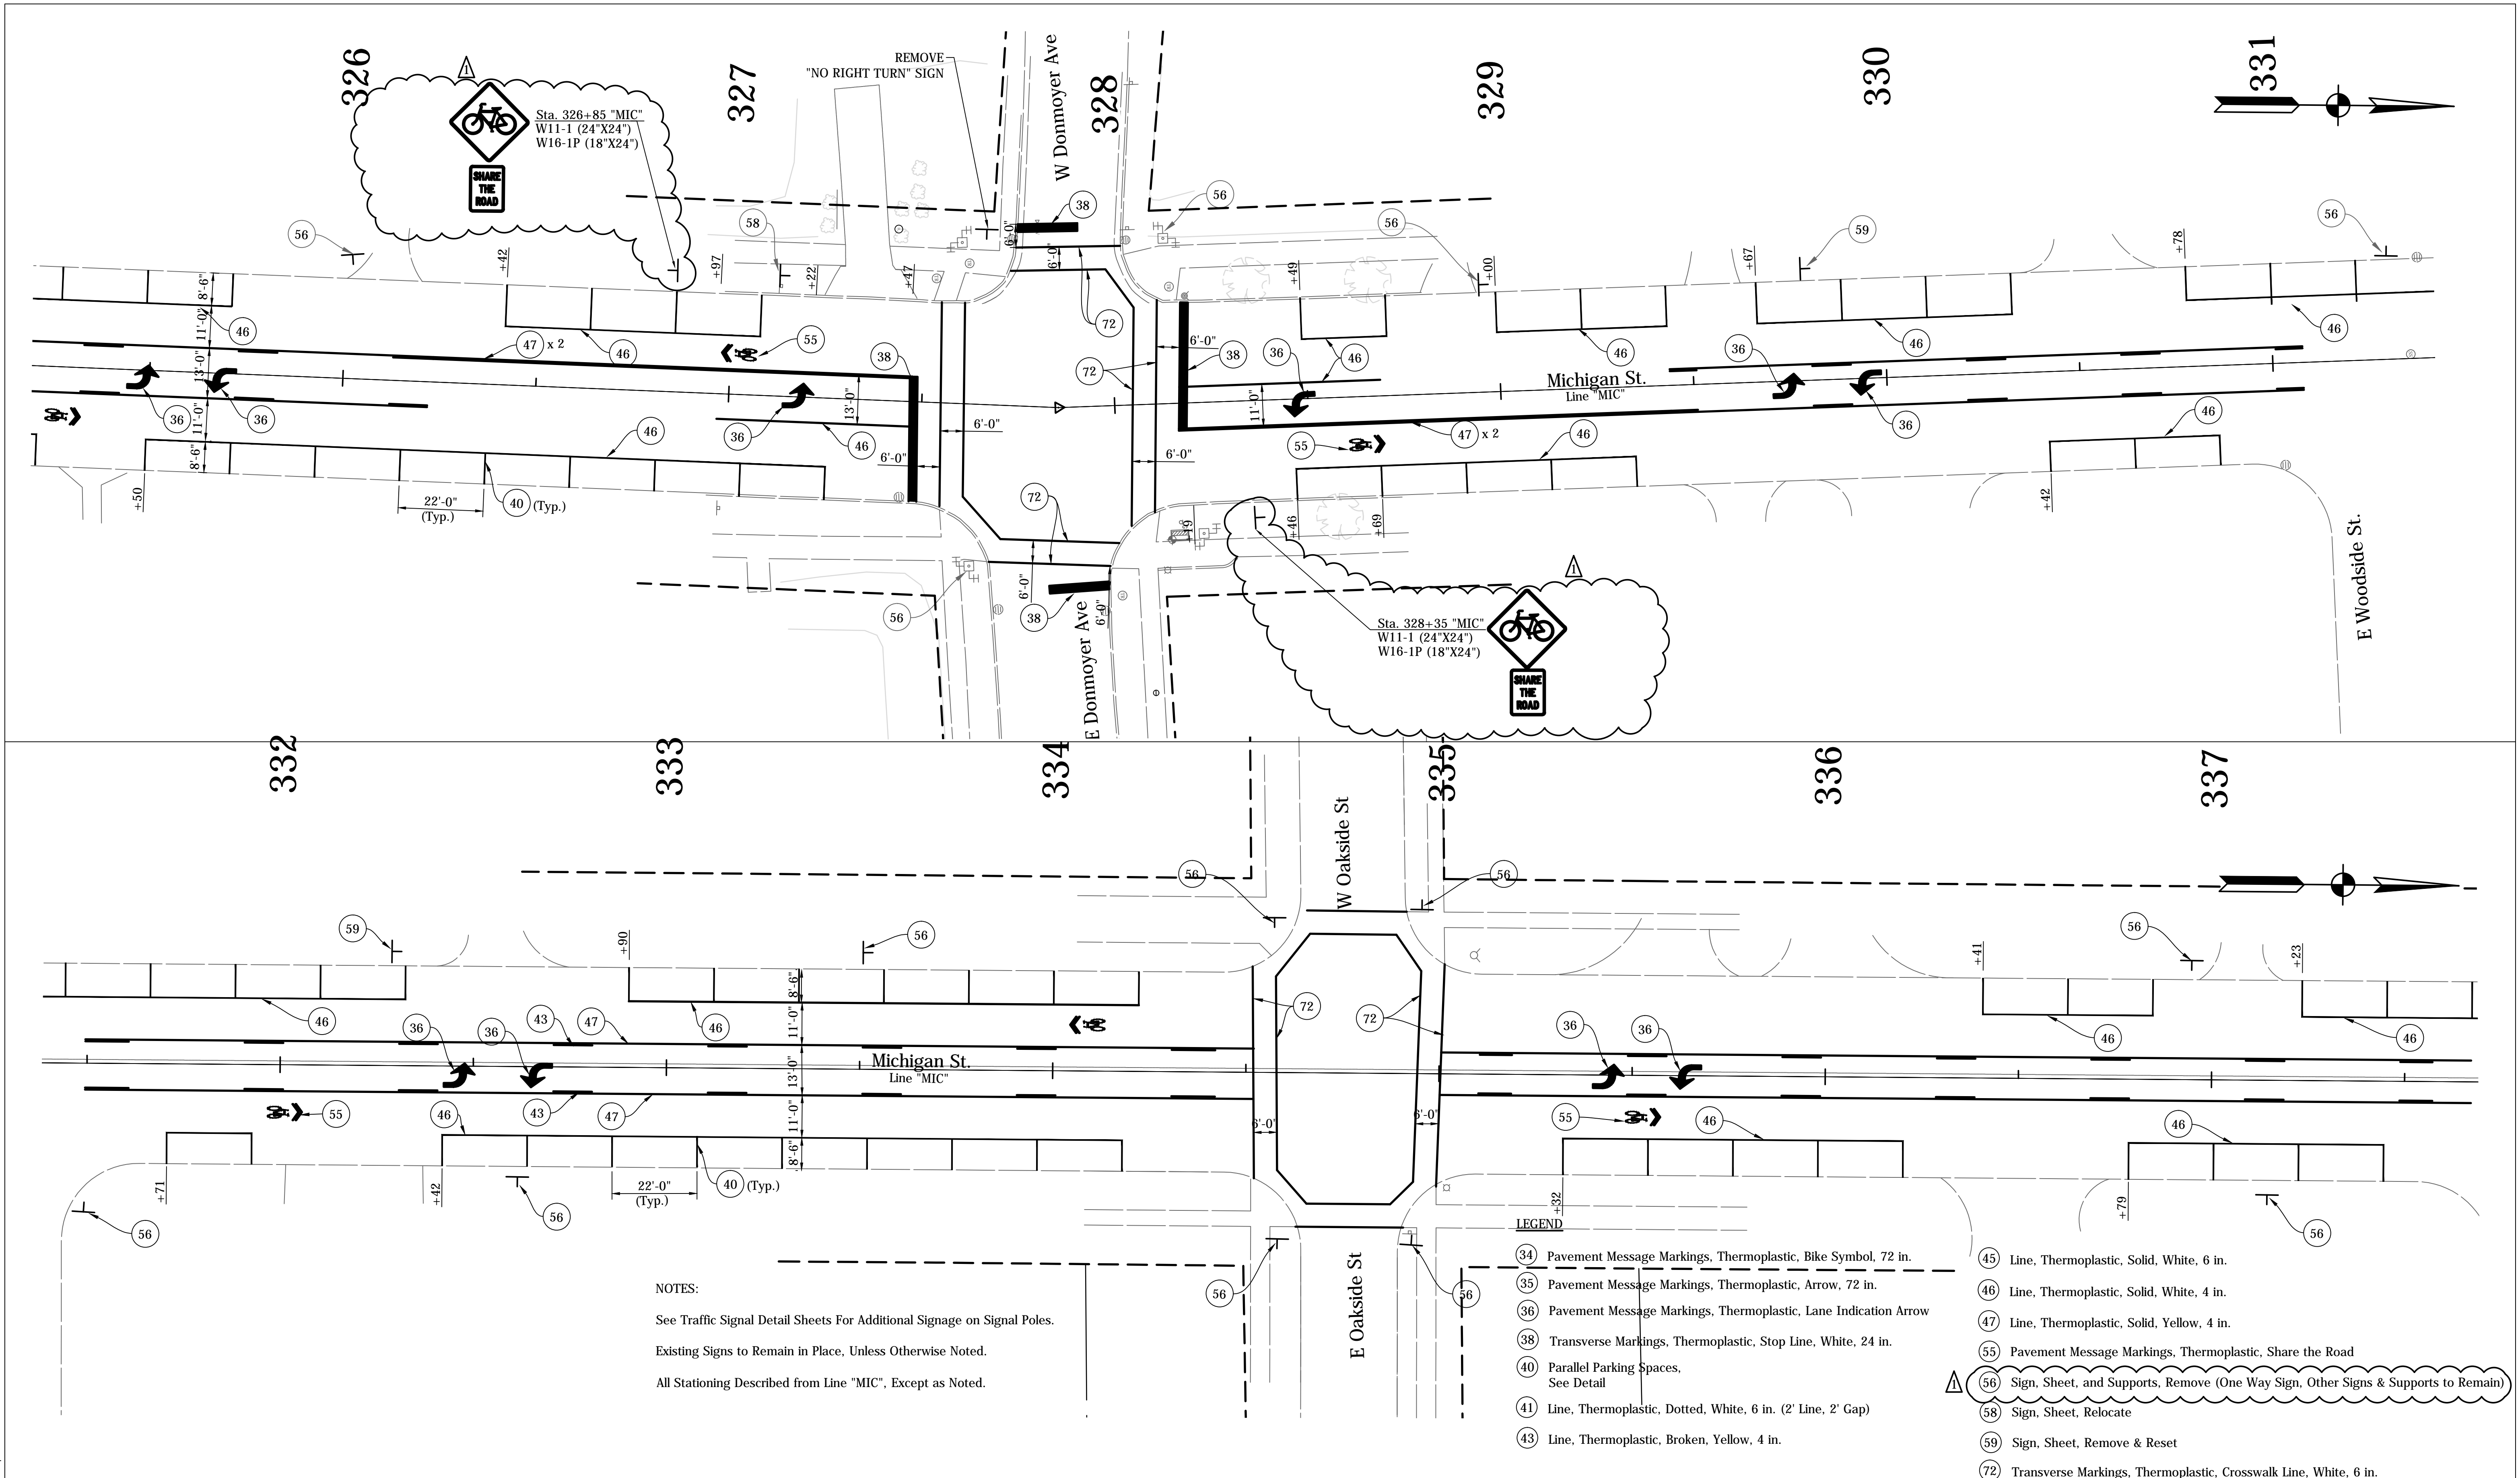 326
327
328
329
330
331
REMOVE
"NO RIGHT TURN" SIGN
W Donmoyer Ave
1
Sta. 326+85 "MIC"
W11-1 (24"X24")
W16-1P (18"X24")
SHARE
THE
ROAD
56
58
38
56
56
59
56
+42
+97
+22
+47
+49
+00
+67
+78
6'-0"
6'-0"
8'-6"
11'-0"
13'-0"
11'-0"
8'-6"
46
47 x 2
46
55
38
72
72
6'-0"
38
36
46
46
36
46
46
Michigan St.
Line "MIC"
36
36
36
46
13'-0"
46
6'-0"
6'-0"
11'-0"
6'-0"
55
47 x 2
46
36
46
+50
22'-0"
(Typ.)
40 (Typ.)
72
+19
+46
+69
+42
56
6'-0"
38
6'-0"
E Donmoyer Ave
1
Sta. 328+35 "MIC"
W11-1 (24"X24")
W16-1P (18"X24")
SHARE
THE
ROAD
E Woodside St.
332
333
334
335
336
337
W Oakside St
56
56
59
+90
56
56
+41
+23
46
36
36
43
47
46
8'-6"
11'-0"
13'-0"
11'-0"
8'-6"
72
72
36
36
46
46
Michigan St.
Line "MIC"
55
46
43
47
6'-0"
6'-0"
55
46
46
+71
+42
22'-0"
(Typ.)
40 (Typ.)
+32
+79
56
56
56
56
56
E Oakside St
NOTES:
See Traffic Signal Detail Sheets For Additional Signage on Signal Poles.
Existing Signs to Remain in Place, Unless Otherwise Noted.
All Stationing Described from Line "MIC", Except as Noted.
LEGEND
34 Pavement Message Markings, Thermoplastic, Bike Symbol, 72 in.
35 Pavement Message Markings, Thermoplastic, Arrow, 72 in.
36 Pavement Message Markings, Thermoplastic, Lane Indication Arrow
38 Transverse Markings, Thermoplastic, Stop Line, White, 24 in.
40 Parallel Parking Spaces,
See Detail
41 Line, Thermoplastic, Dotted, White, 6 in. (2' Line, 2' Gap)
43 Line, Thermoplastic, Broken, Yellow, 4 in.
45 Line, Thermoplastic, Solid, White, 6 in.
46 Line, Thermoplastic, Solid, White, 4 in.
47 Line, Thermoplastic, Solid, Yellow, 4 in.
55 Pavement Message Markings, Thermoplastic, Share the Road
1
56 Sign, Sheet, and Supports, Remove (One Way Sign, Other Signs & Supports to Remain)
58 Sign, Sheet, Relocate
59 Sign, Sheet, Remove & Reset
72 Transverse Markings, Thermoplastic, Crosswalk Line, White, 6 in.